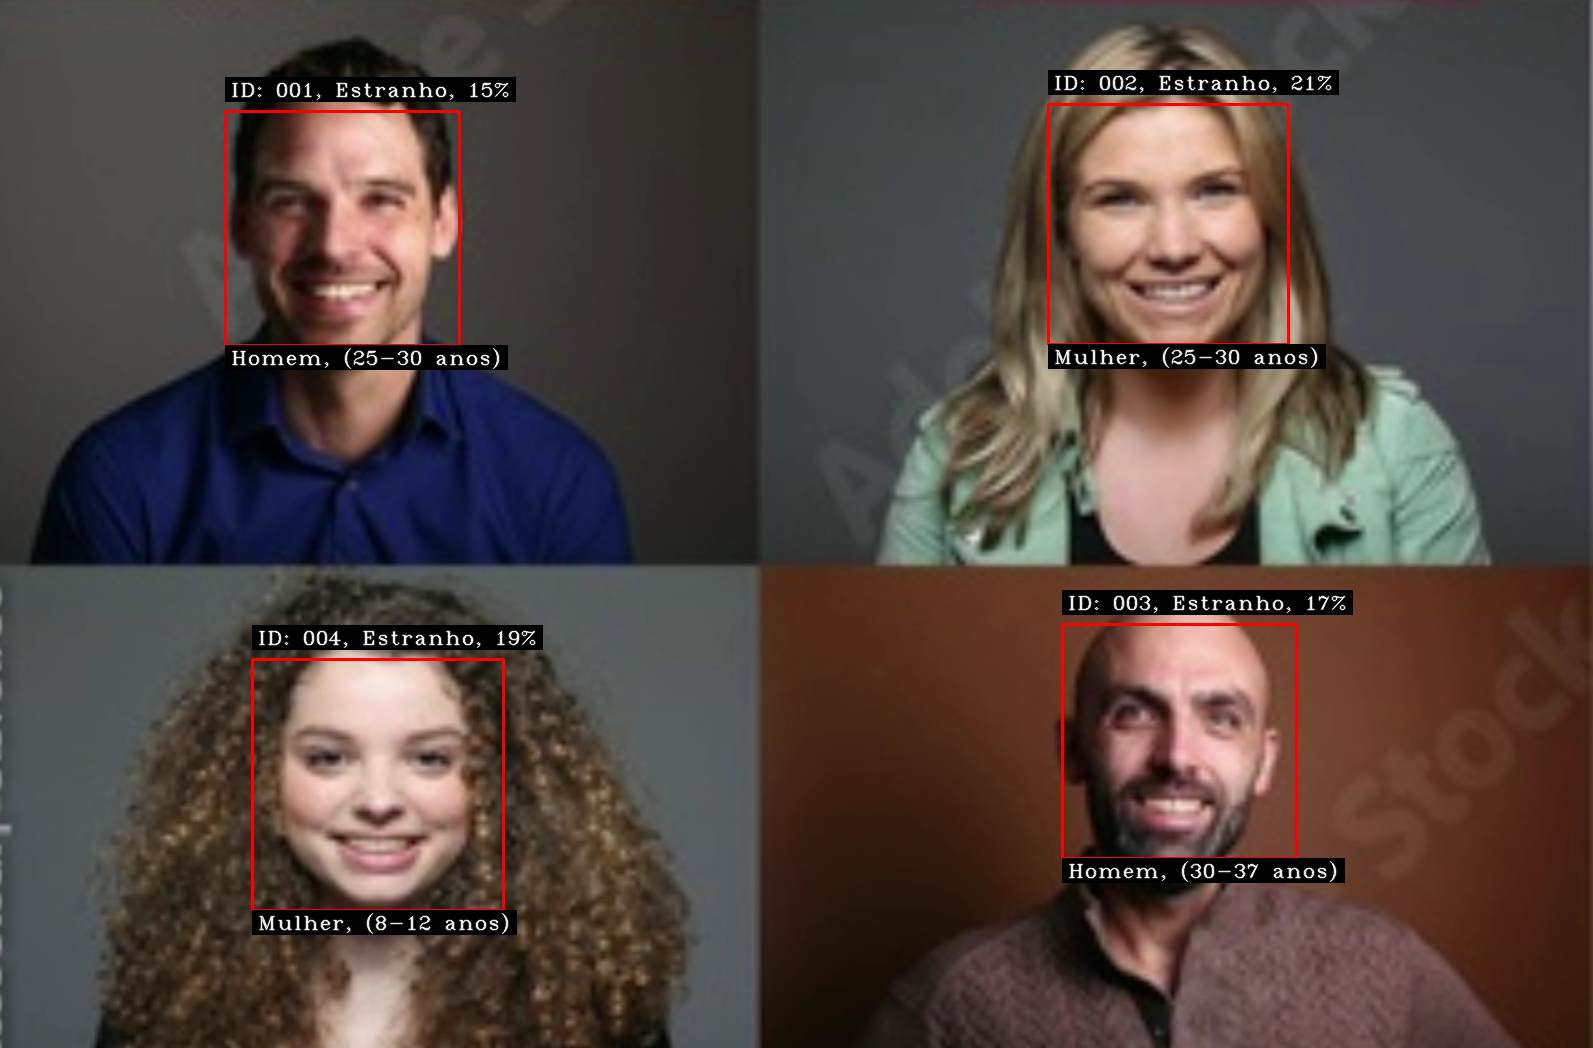 ID: 001, Estranho, 15%
Homem, (25-30 anos)
ID: 002, Estranho, 21%
Mulher, (25-30 anos)
ID: 004, Estranho, 19%
Mulher, (8-12 anos)
ID: 003, Estranho, 17%
Homem, (30-37 anos)
Stock